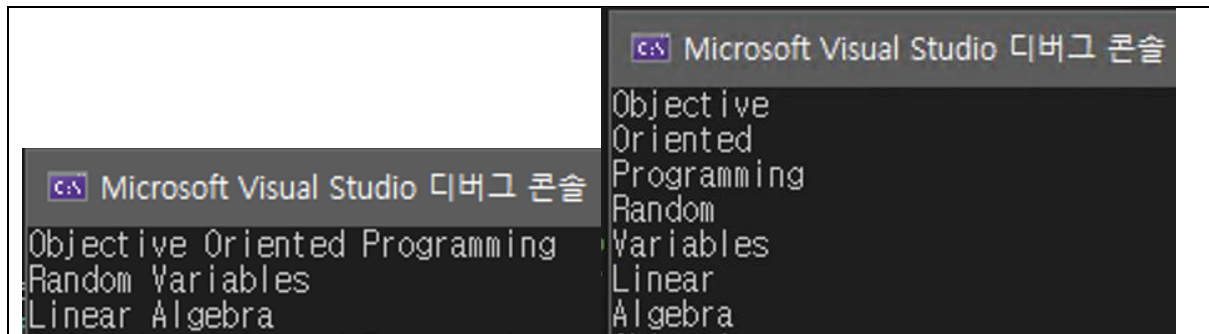 Microsoft Visual Studio 디버그 콘솔
Objective Oriented Programming
Random Variables
Linear Algebra
Microsoft Visual Studio 디버그 콘솔
Objective
Oriented
Programming
Random
Variables
Linear
Algebra